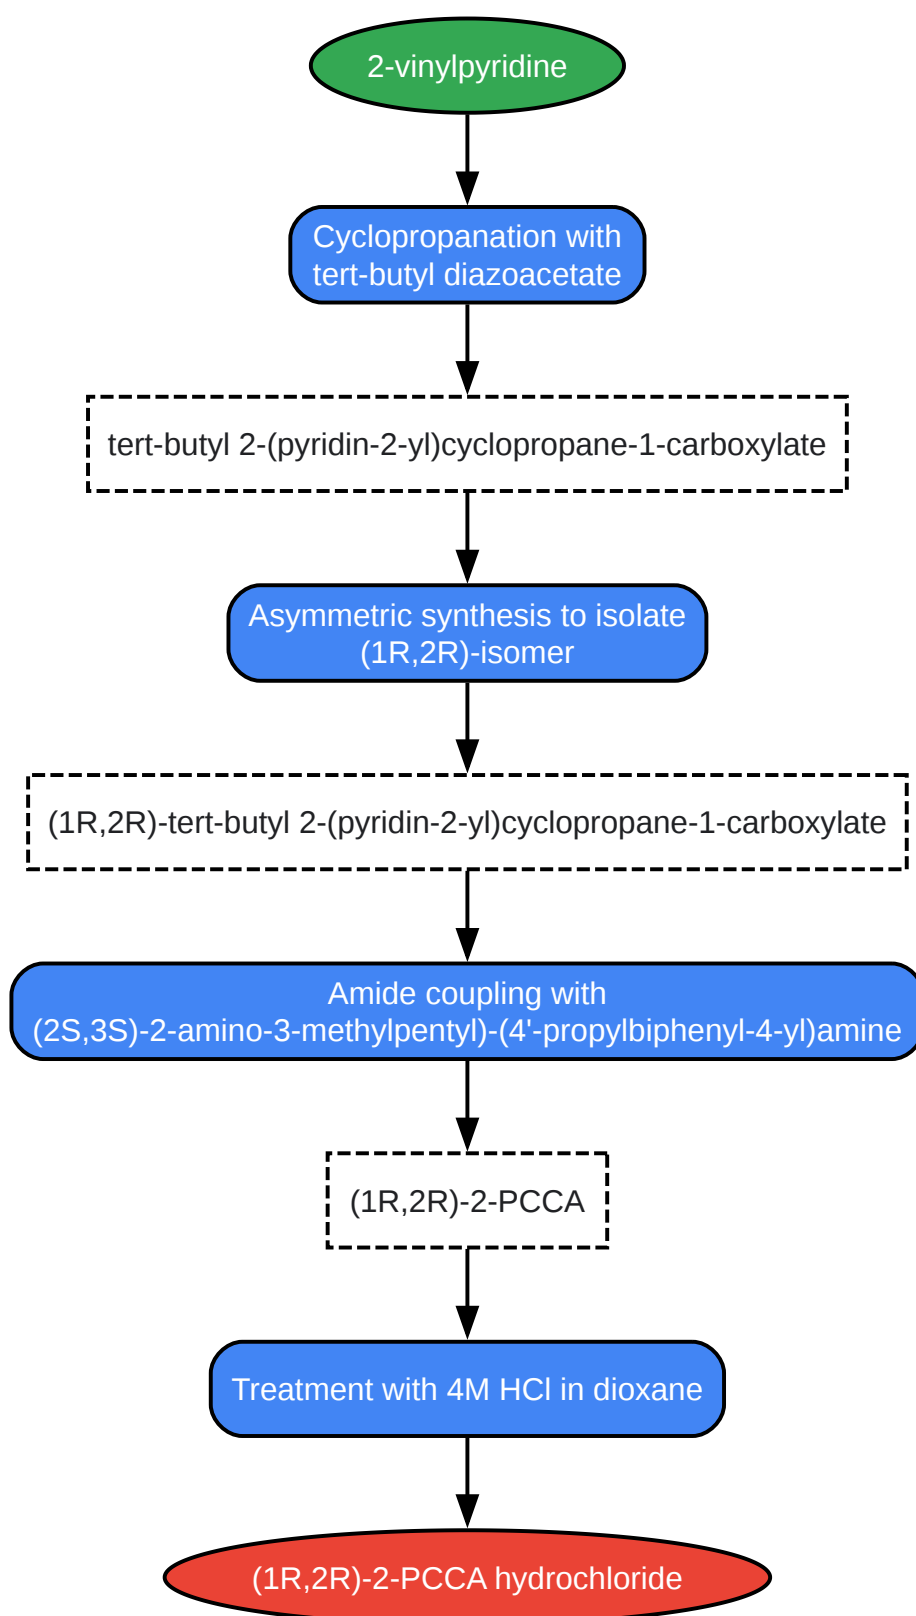 2-vinylpyridine
Cyclopropanation with
tert-butyl diazoacetate
tert-butyl 2-(pyridin-2-yl)cyclopropane-1-carboxylate
Asymmetric synthesis to isolate
(1R,2R)-isomer
(1R,2R)-tert-butyl 2-(pyridin-2-yl)cyclopropane-1-carboxylate
Amide coupling with
(2S,3S)-2-amino-3-methylpentyl)-(4'-propylbiphenyl-4-yl)amine
(1R,2R)-2-PCCA
Treatment with 4M HCl in dioxane
(1R,2R)-2-PCCA hydrochloride